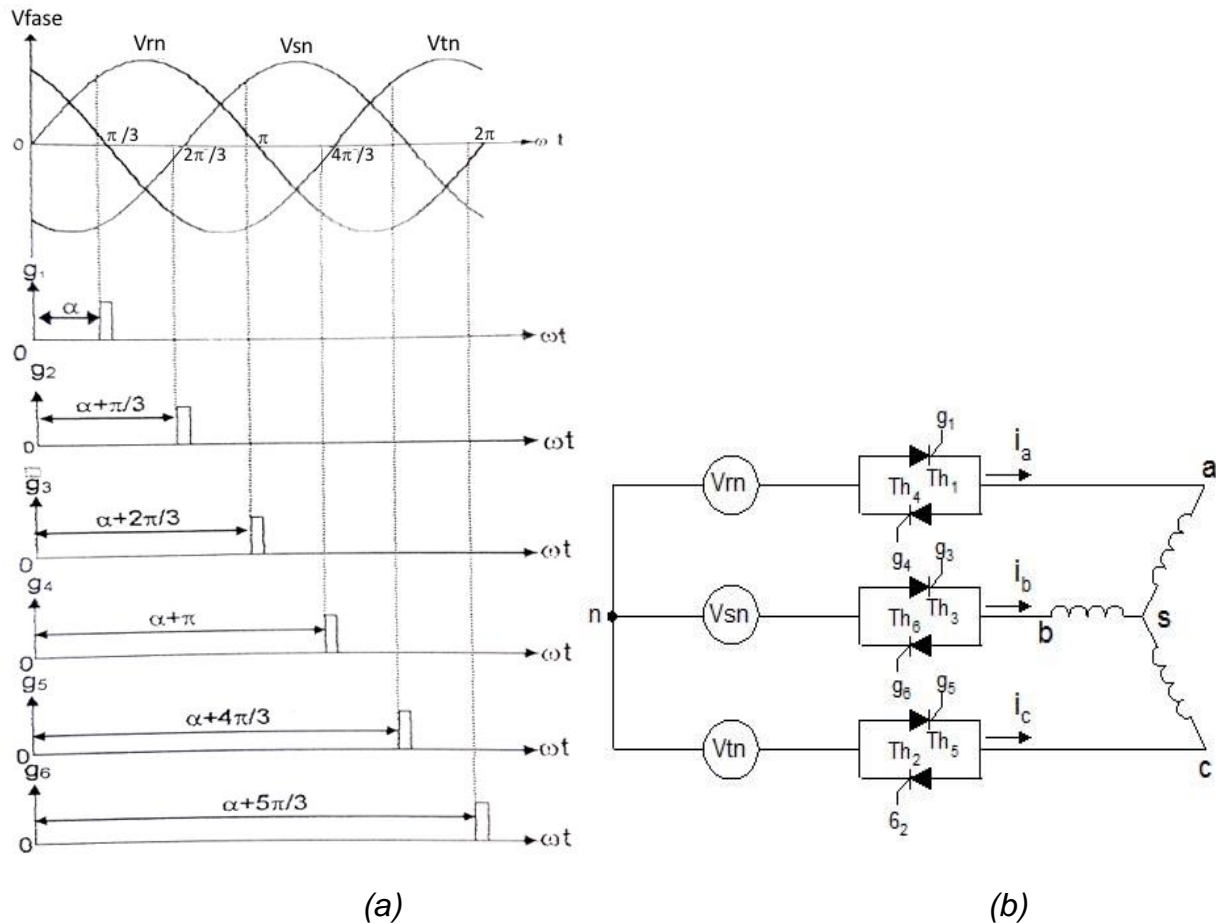 Vfase
Vrn Vsn Vtn
0 π/3 2π/3 π 4π/3 2π ω t
g₁
α
0 ωt
g₂
α+π/3
0 ωt
g₃
α+2π/3
0 ωt
g₄
α+π
0 ωt
g₅
α+4π/3
0 ωt
g₆
α+5π/3
0 ωt
(a)
g₁
Vrn Th₄ Th₁ iₐ a
g₄ g₃
n Vsn Th₆ Th₃ i_b b s
g₆ g₅
Vtn Th₂ Th₅ i_c c
6₂
(b)